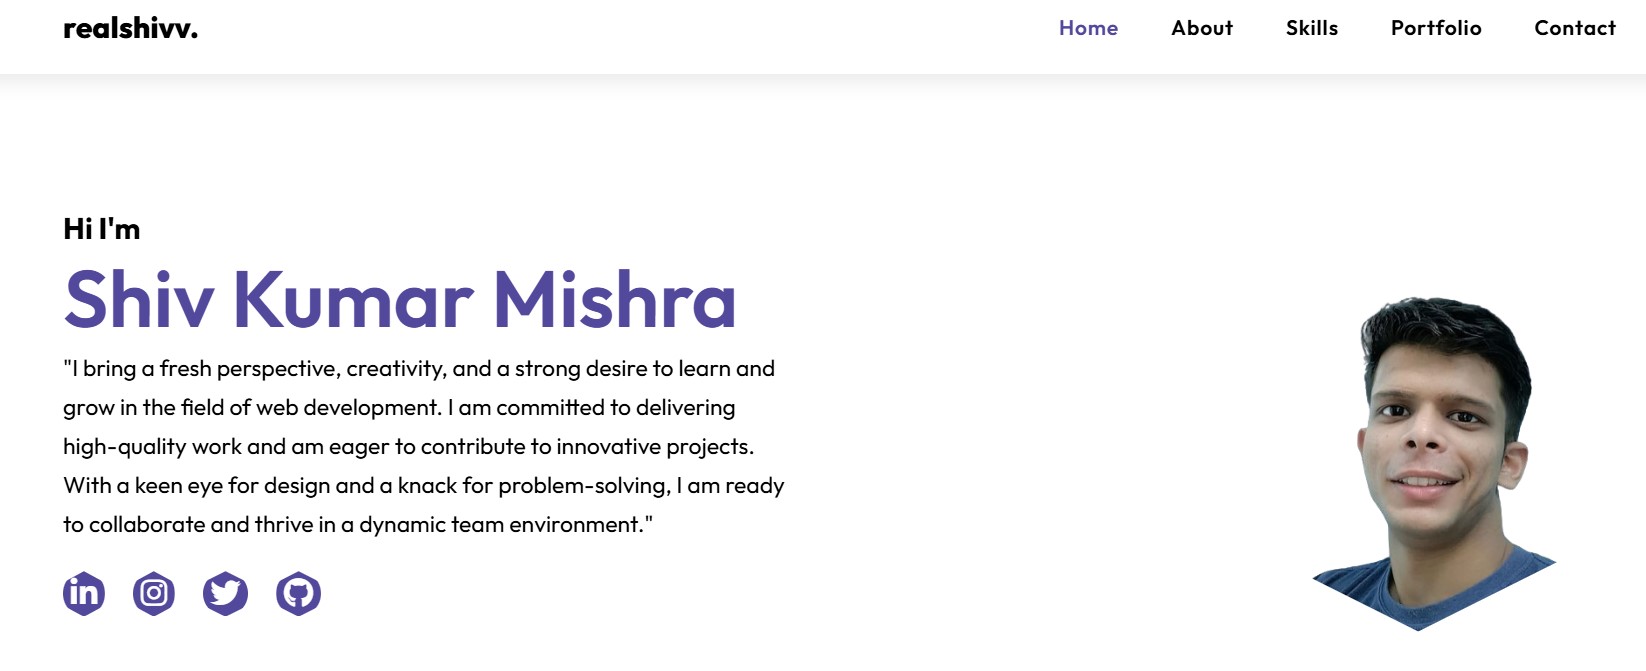 realshivv.
Home About Skills Portfolio Contact
Hi I'm
Shiv Kumar Mishra
"I bring a fresh perspective, creativity, and a strong desire to learn and
grow in the field of web development. I am committed to delivering
high-quality work and am eager to contribute to innovative projects.
With a keen eye for design and a knack for problem-solving, I am ready
to collaborate and thrive in a dynamic team environment."
in